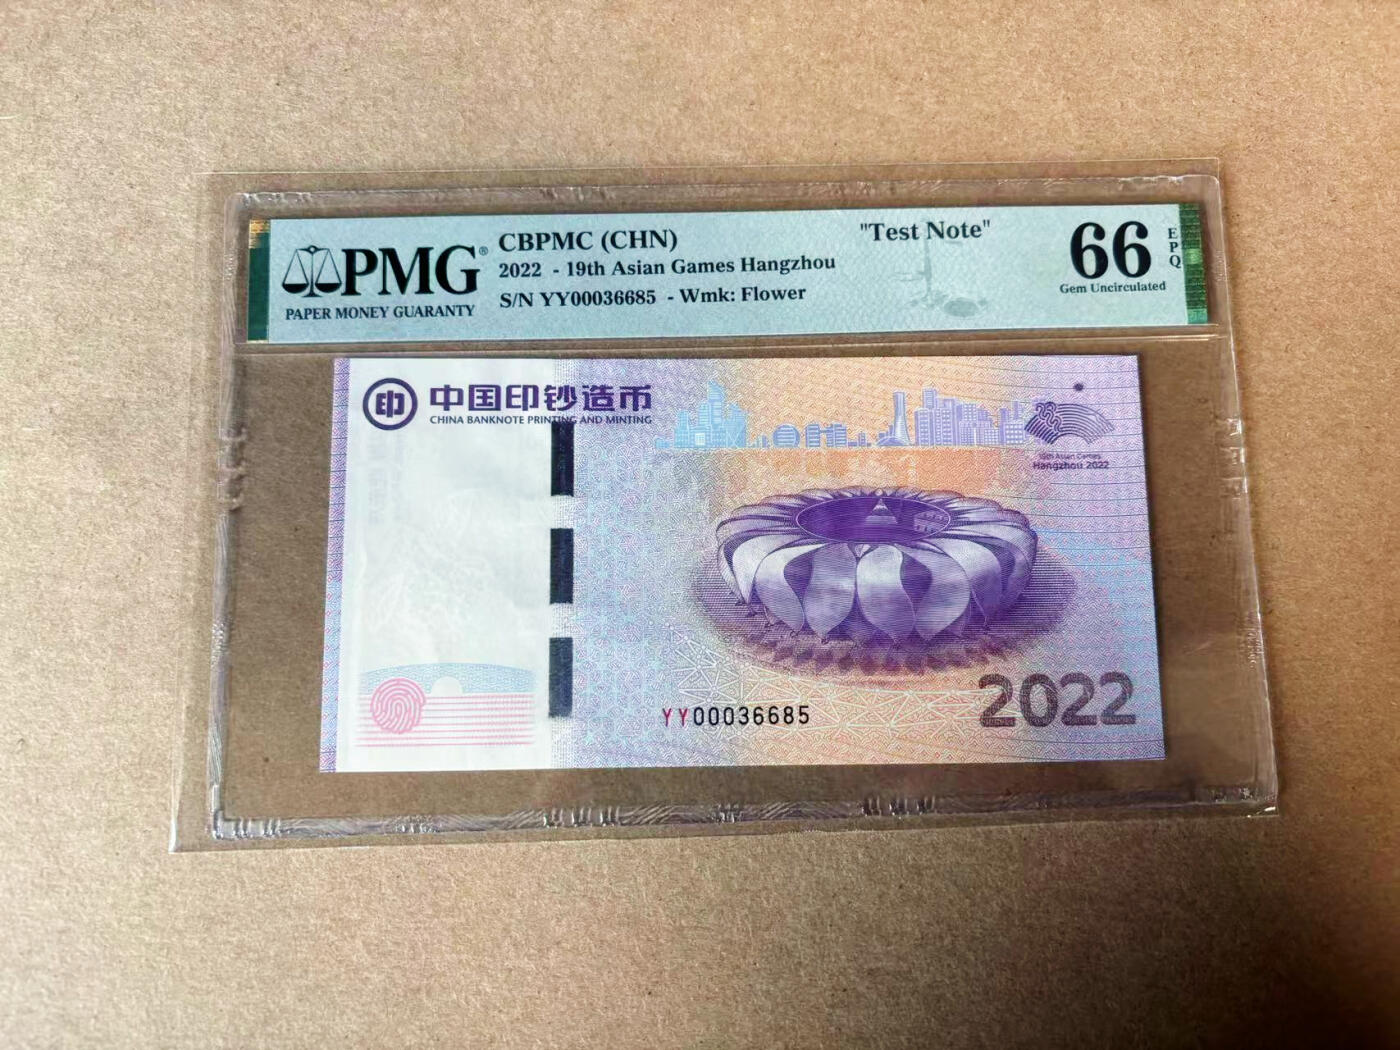 PMG®
PAPER MONEY GUARANTY
CBPMC (CHN)
2022 - 19th Asian Games Hangzhou
S/N YY00036685 - Wmk: Flower
"Test Note"
66
EPQ
Gem Uncirculated
中国印钞造币
CHINA BANKNOTE PRINTING AND MINTING
19th Asian Games
Hangzhou 2022
YY00036685
2022